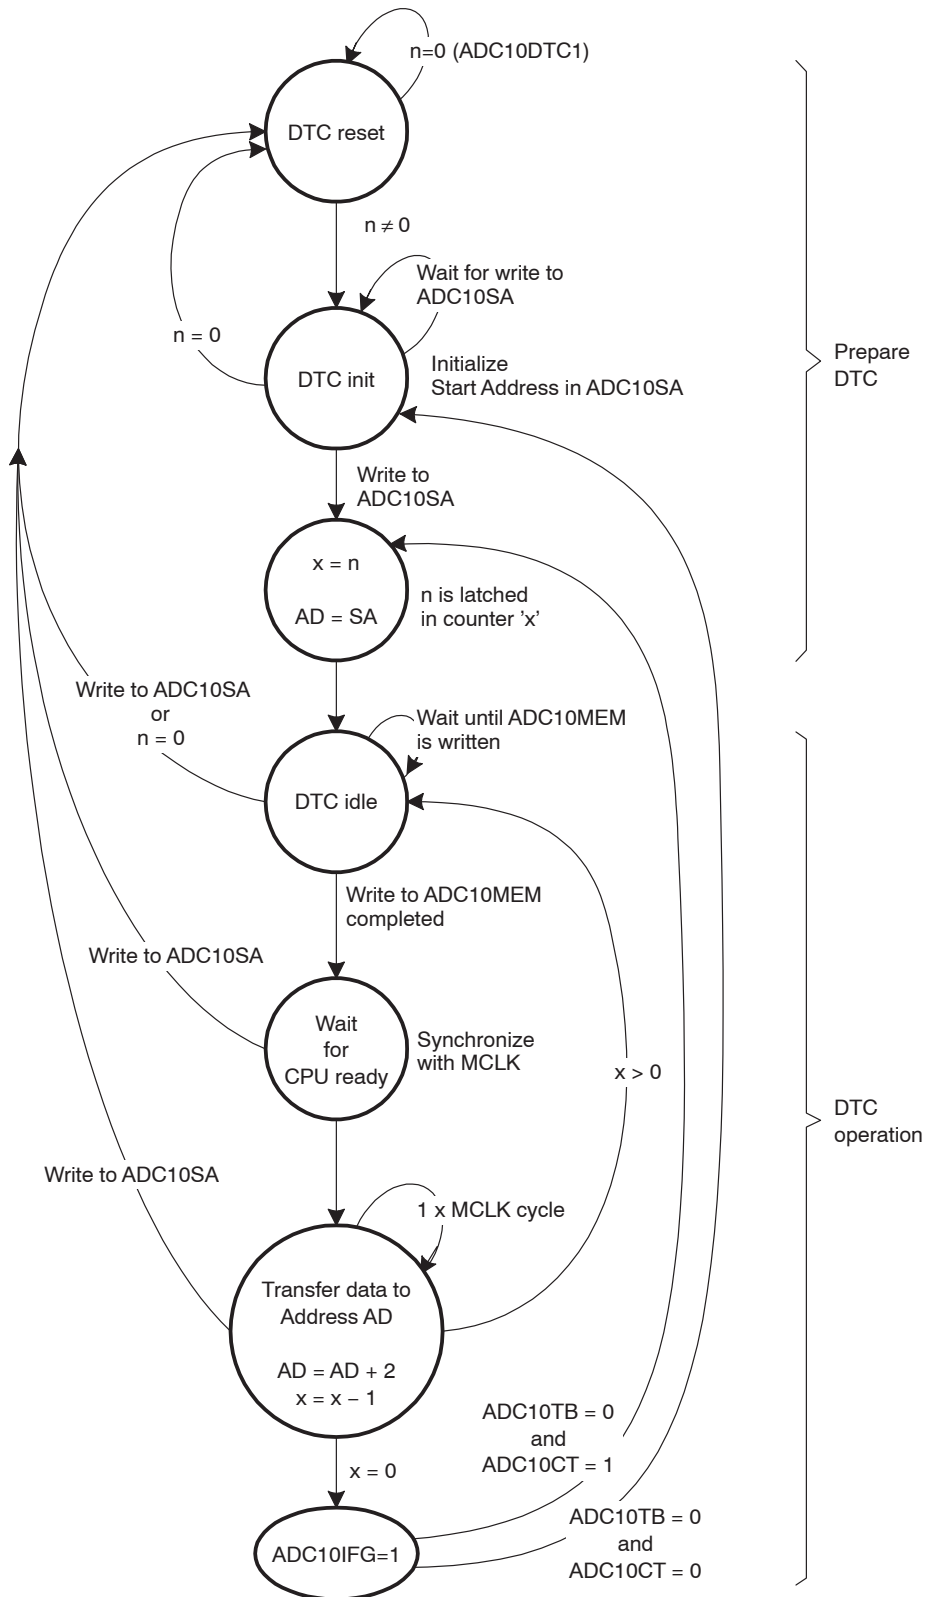 n=0 (ADC10DTC1)
DTC reset
n ≠ 0
Wait for write to
ADC10SA
n = 0
DTC init
Initialize
Start Address in ADC10SA
Prepare
DTC
Write to
ADC10SA
x = n
AD = SA
n is latched
in counter ’x’
Write to ADC10SA
or
n = 0
Wait until ADC10MEM
is written
DTC idle
Write to ADC10MEM
completed
Write to ADC10SA
Wait
for
CPU ready
Synchronize
with MCLK
x > 0
DTC
operation
Write to ADC10SA
1 x MCLK cycle
Transfer data to
Address AD
AD = AD + 2
x = x − 1
ADC10TB = 0
and
ADC10CT = 1
x = 0
ADC10IFG=1
ADC10TB = 0
and
ADC10CT = 0